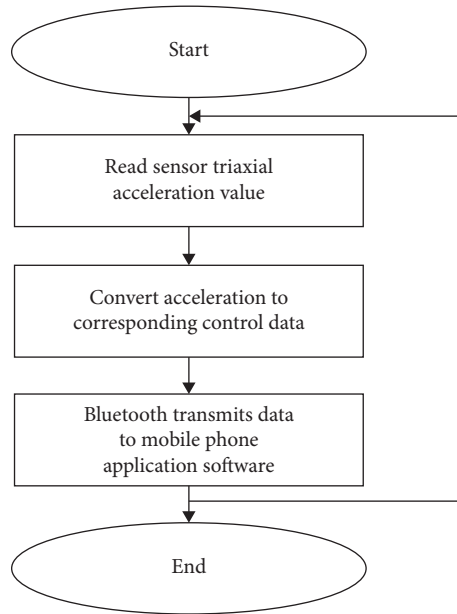 Start
Read sensor triaxial
acceleration value
Convert acceleration to
corresponding control data
Bluetooth transmits data
to mobile phone
application software
End